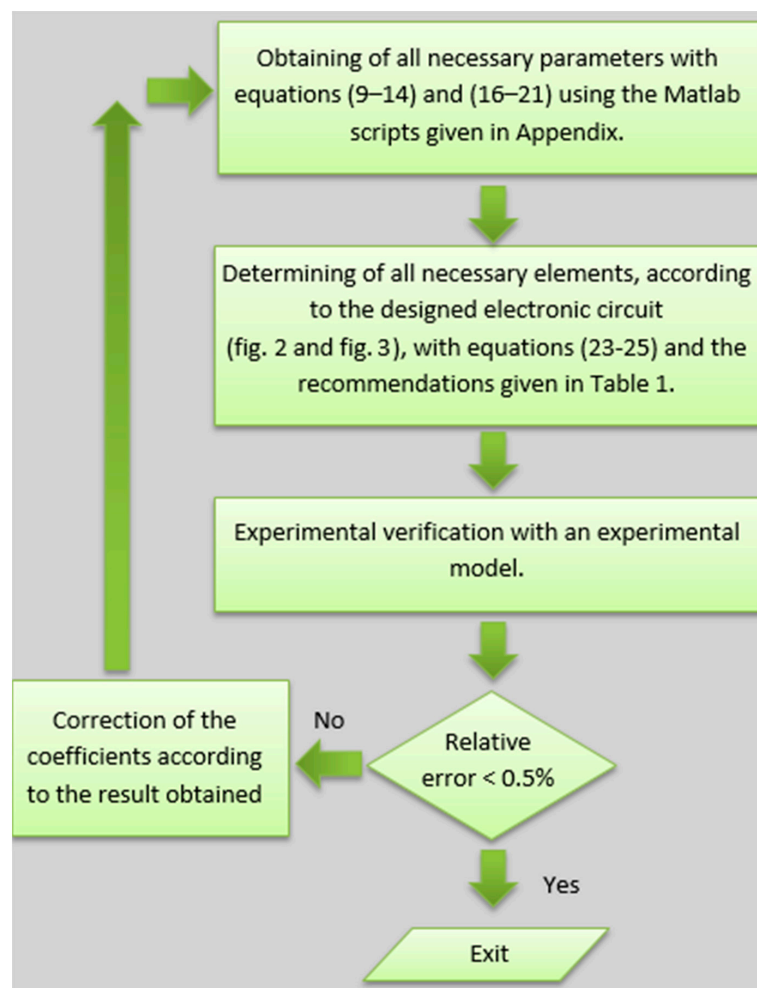 Obtaining of all necessary parameters with
equations (9–14) and (16–21) using the Matlab
scripts given in Appendix.
Determining of all necessary elements, according
to the designed electronic circuit
(fig. 2 and fig. 3), with equations (23-25) and the
recommendations given in Table 1.
Experimental verification with an experimental
model.
Relative
error < 0.5%
No
Correction of the
coefficients according
to the result obtained
Yes
Exit